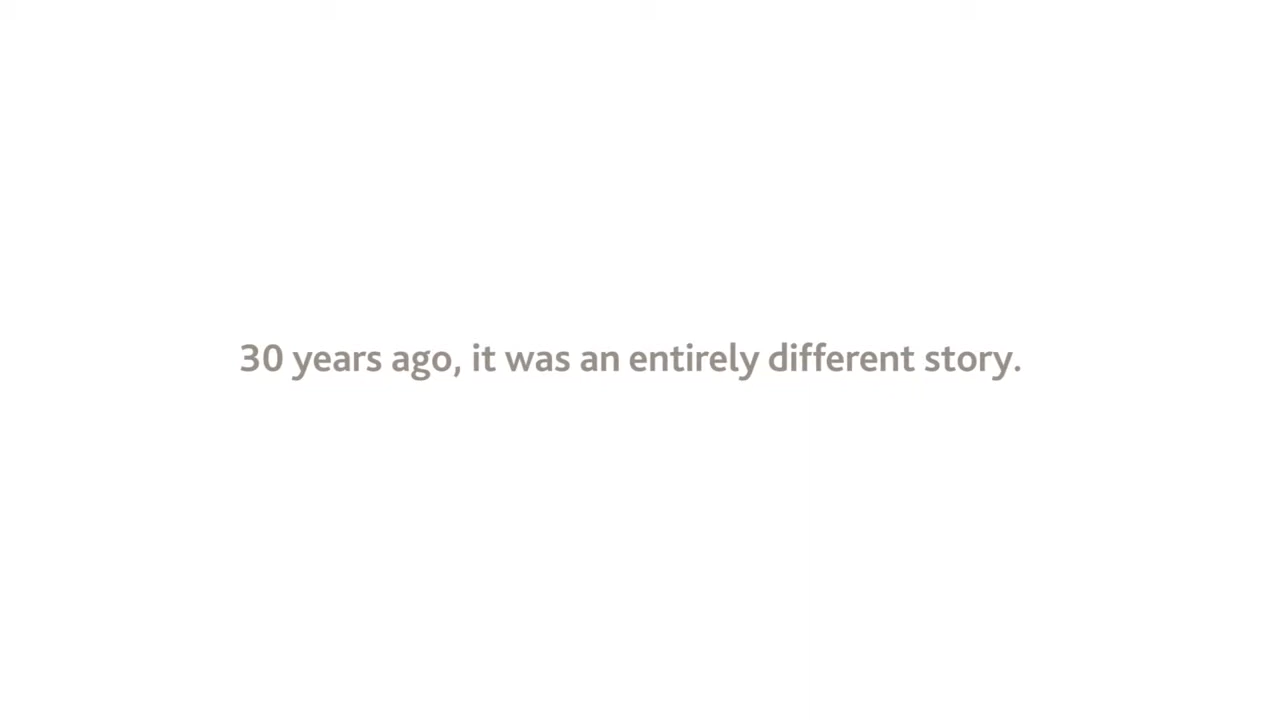 30 years ago, it was an entirely different story.